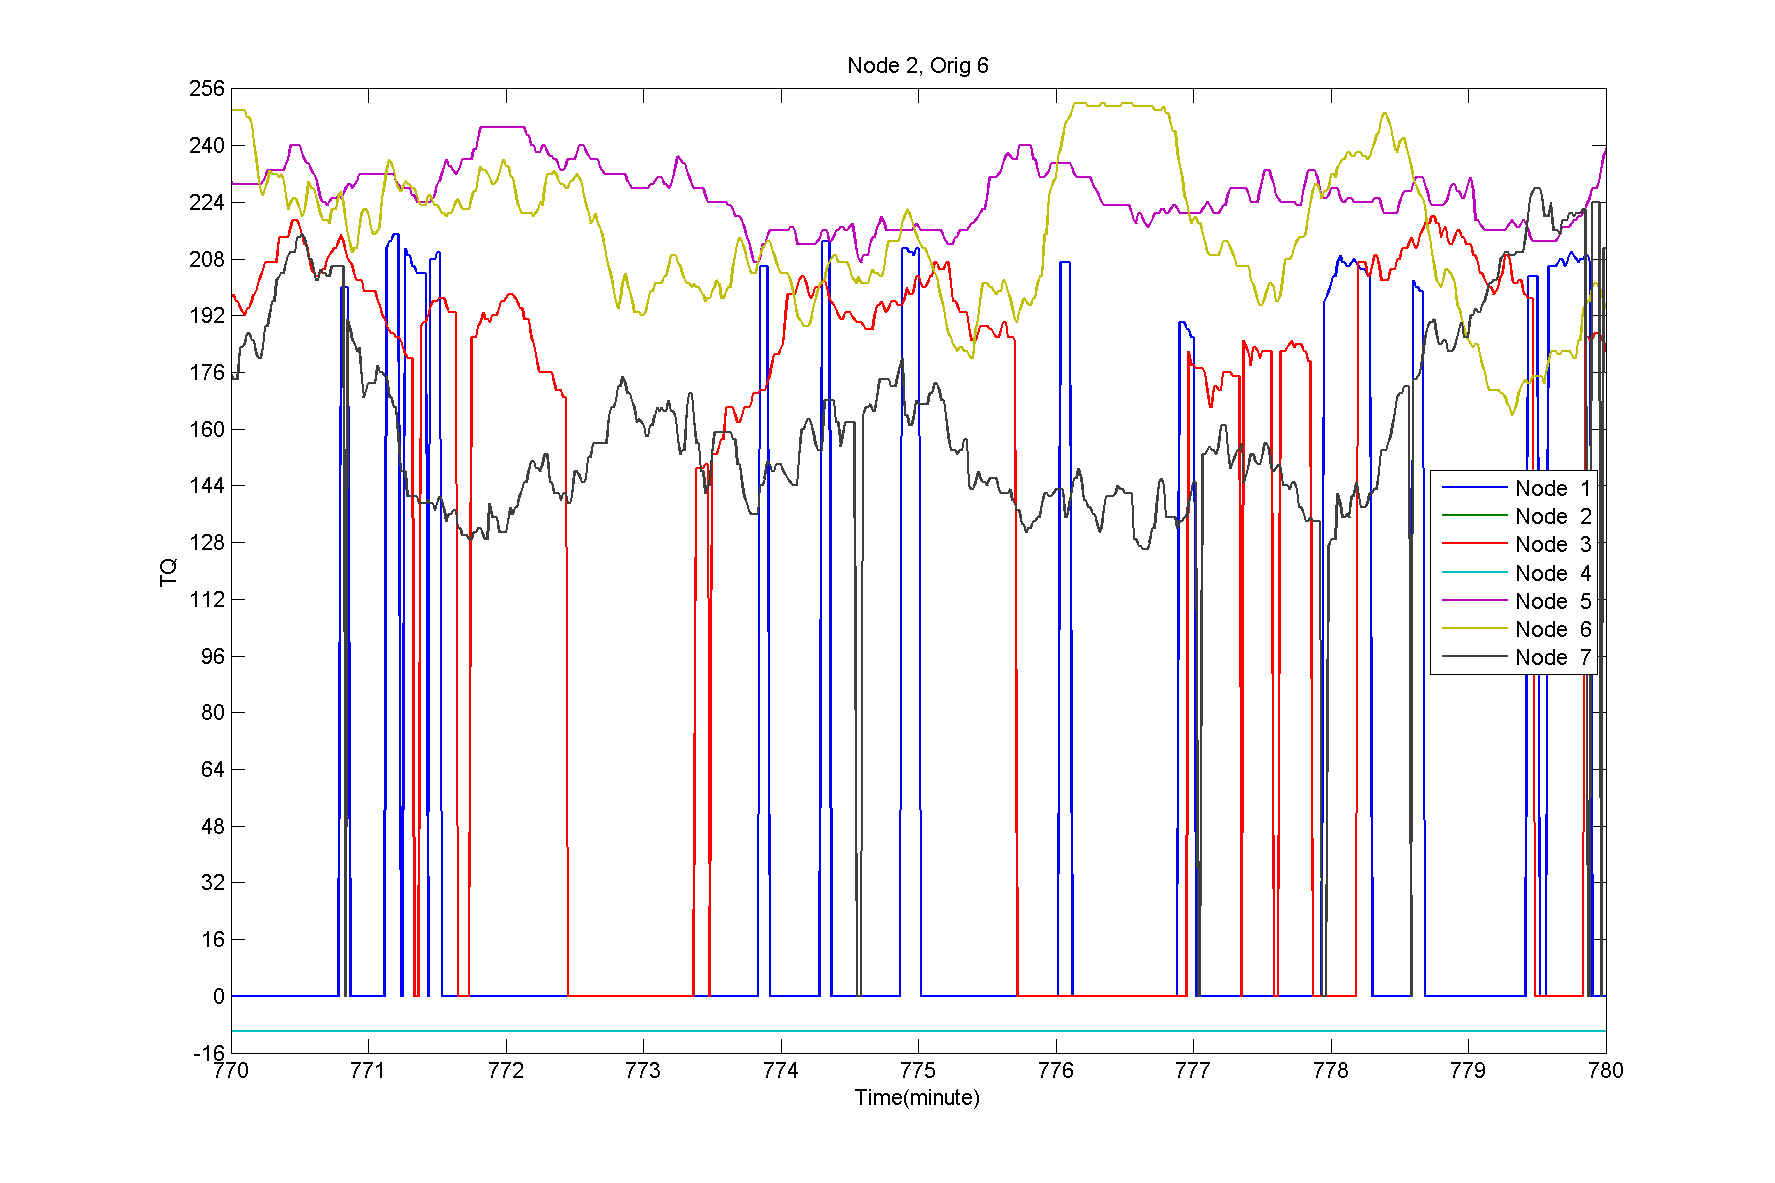 Node 2, Orig 6
256
240
224
208
192
176
160
144
128
112
96
80
64
48
32
16
0
-16
TQ
Node 1
Node 2
Node 3
Node 4
Node 5
Node 6
Node 7
770 771 772 773 774 775 776 777 778 779 780
Time(minute)